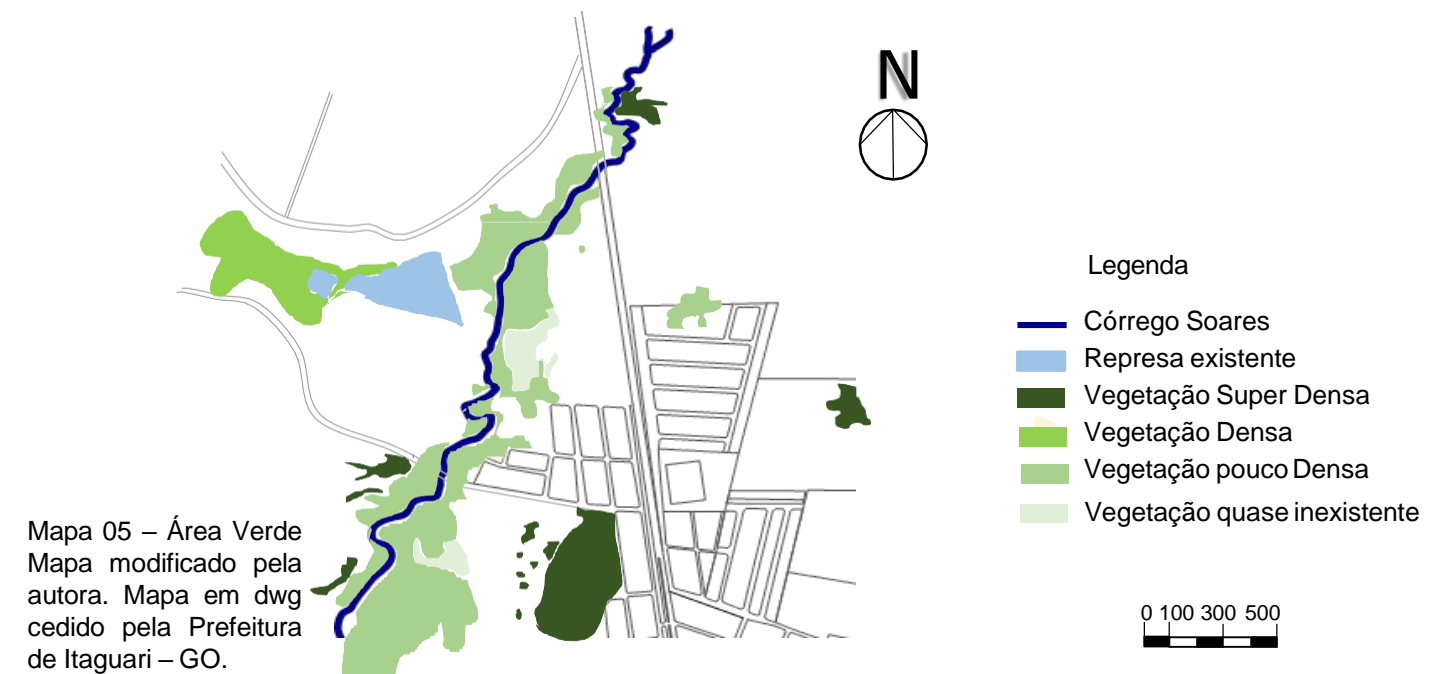 N
Legenda
Córrego Soares
Represa existente
Vegetação Super Densa
Vegetação Densa
Vegetação pouco Densa
Vegetação quase inexistente
Mapa 05 – Área Verde
Mapa modificado pela
autora. Mapa em dwg
cedido pela Prefeitura
de Itaguari – GO.
0 100 300 500